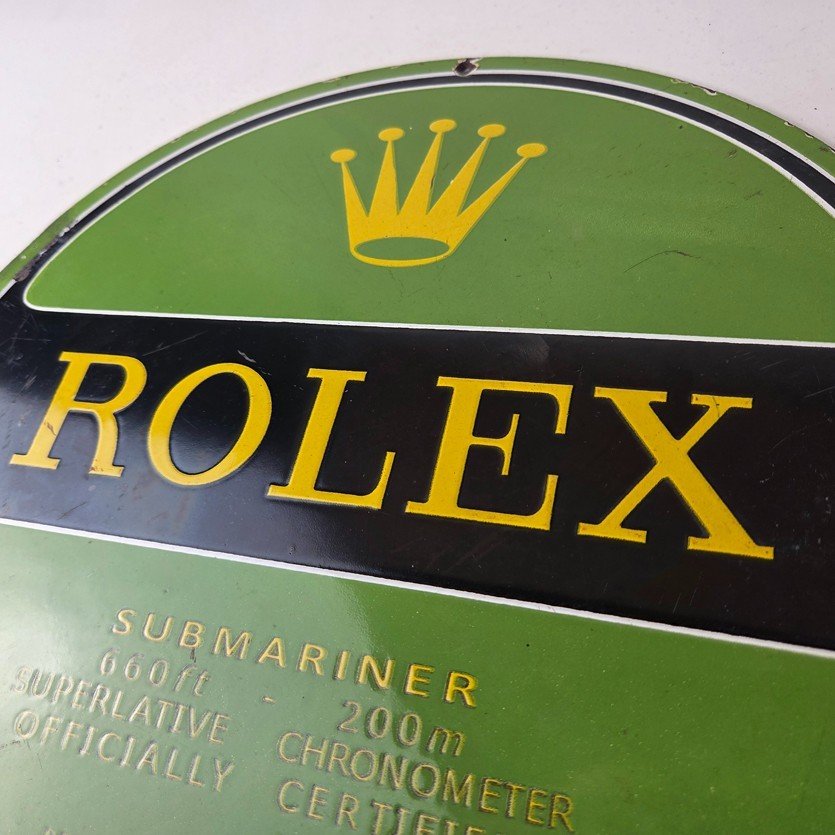 ROLEX
SUBMARINER
660ft - 200m
SUPERLATIVE CHRONOMETER
OFFICIALLY